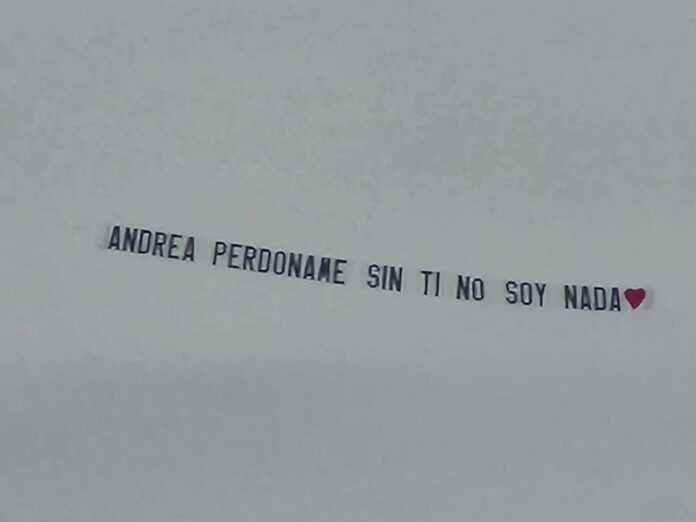 ANDREA PERDONAME SIN TI NO SOY NADA♥